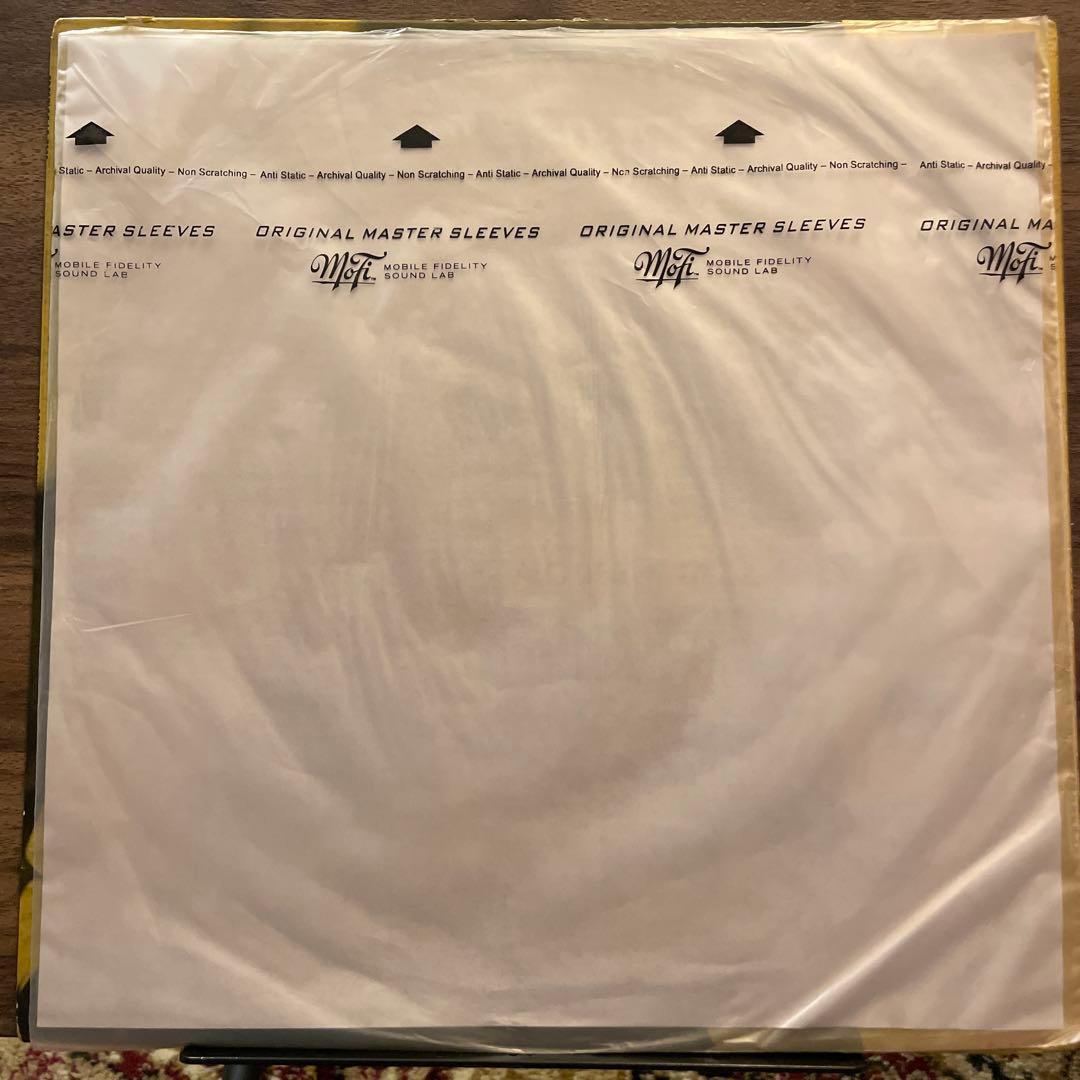 Static – Archival Quality – Non Scratching – Anti Static – Archival Quality – Non Scratching – Anti Static – Archival Quality – Non Scratching – Anti Static – Archival Quality – Non Scratching – Anti Static – Archival Quality –
ASTER SLEEVES ORIGINAL MASTER SLEEVES ORIGINAL MASTER SLEEVES ORIGINAL MA
MOBILE FIDELITY MoFi MOBILE FIDELITY MoFi MOBILE FIDELITY MoFi M
SOUND LAB SOUND LAB SOUND LAB S